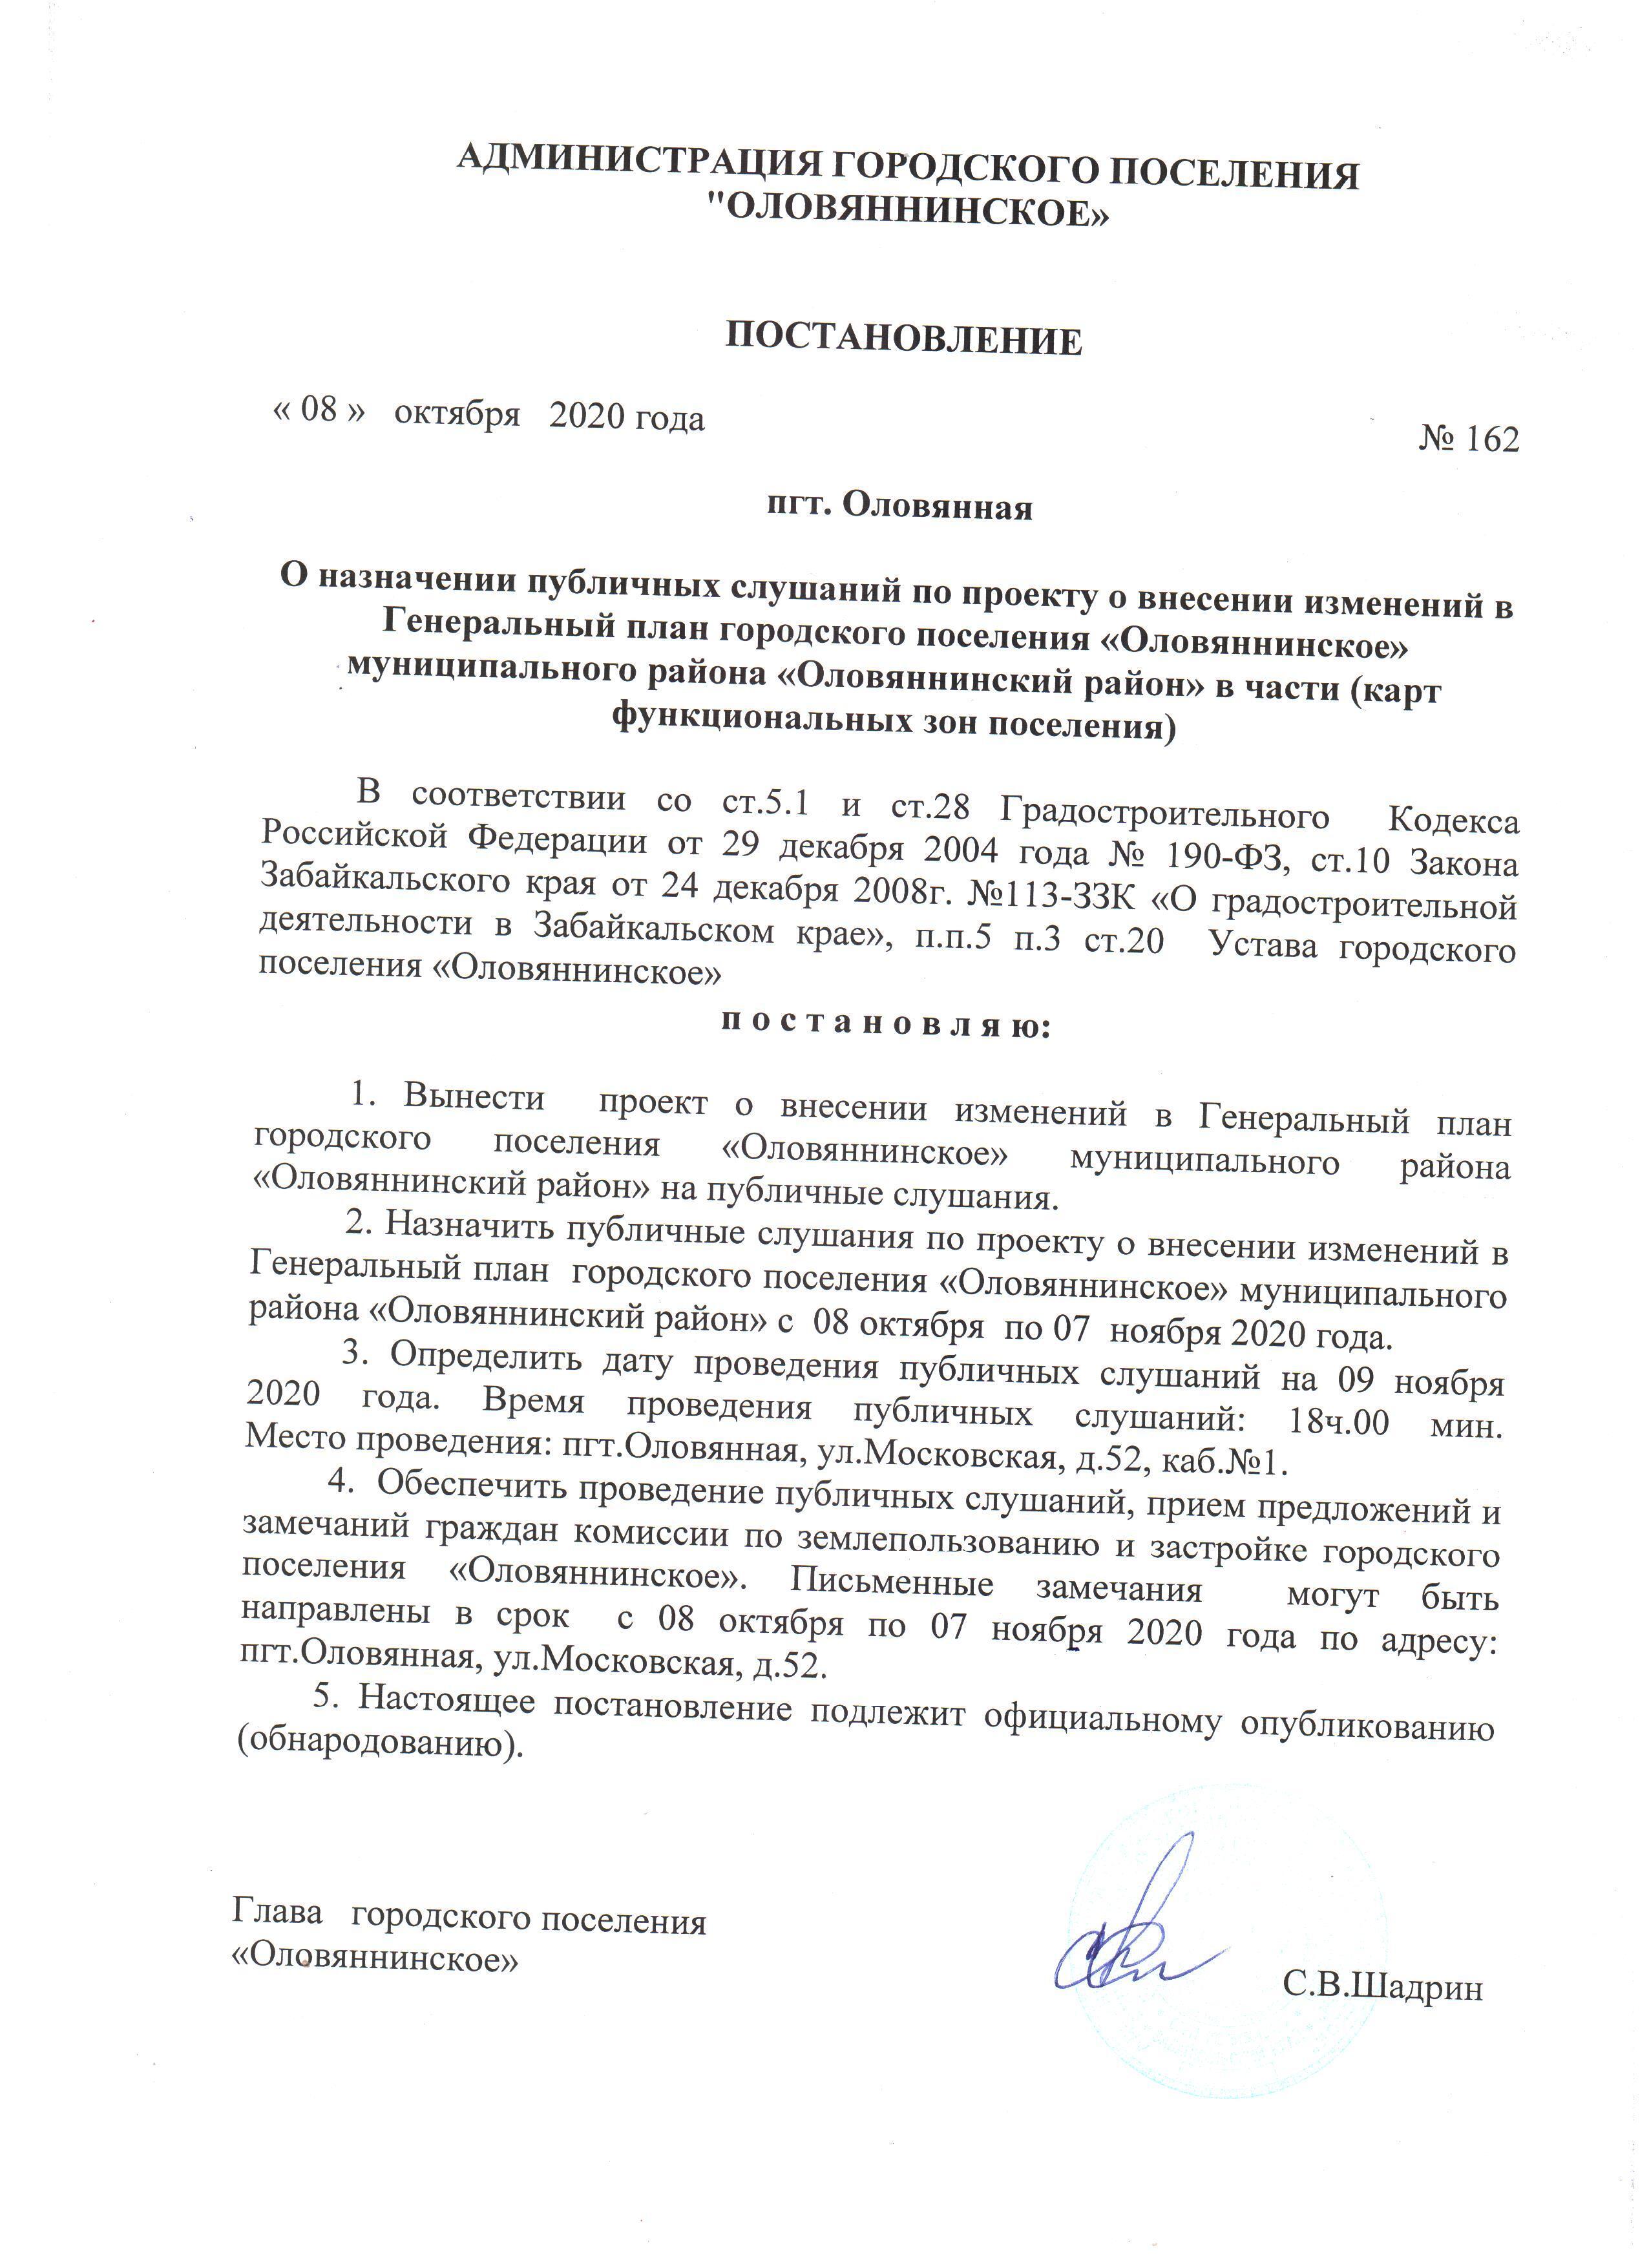 АДМИНИСТРАЦИЯ ГОРОДСКОГО ПОСЕЛЕНИЯ
"ОЛОВЯННИНСКОЕ»
ПОСТАНОВЛЕНИЕ
« 08 » октября 2020 года
№ 162
пгт. Оловянная
О назначении публичных слушаний по проекту о внесении изменений в
Генеральный план городского поселения «Оловяннинское»
муниципального района «Оловяннинский район» в части (карт
функциональных зон поселения)
В соответствии со ст.5.1 и ст.28 Градостроительного Кодекса
Российской Федерации от 29 декабря 2004 года № 190-ФЗ, ст.10 Закона
Забайкальского края от 24 декабря 2008г. №113-ЗЗК «О градостроительной
деятельности в Забайкальском крае», п.п.5 п.3 ст.20 Устава городского
поселения «Оловяннинское»
п о с т а н о в л я ю:
1. Вынести проект о внесении изменений в Генеральный план
городского поселения «Оловяннинское» муниципального района
«Оловяннинский район» на публичные слушания.
2. Назначить публичные слушания по проекту о внесении изменений в
Генеральный план городского поселения «Оловяннинское» муниципального
района «Оловяннинский район» с 08 октября по 07 ноября 2020 года.
3. Определить дату проведения публичных слушаний на 09 ноября
2020 года. Время проведения публичных слушаний: 18ч.00 мин.
Место проведения: пгт.Оловянная, ул.Московская, д.52, каб.№1.
4. Обеспечить проведение публичных слушаний, прием предложений и
замечаний граждан комиссии по землепользованию и застройке городского
поселения «Оловяннинское». Письменные замечания могут быть
направлены в срок с 08 октября по 07 ноября 2020 года по адресу:
пгт.Оловянная, ул.Московская, д.52.
5. Настоящее постановление подлежит официальному опубликованию
(обнародованию).
Глава городского поселения
«Оловяннинское»
С.В.Шадрин